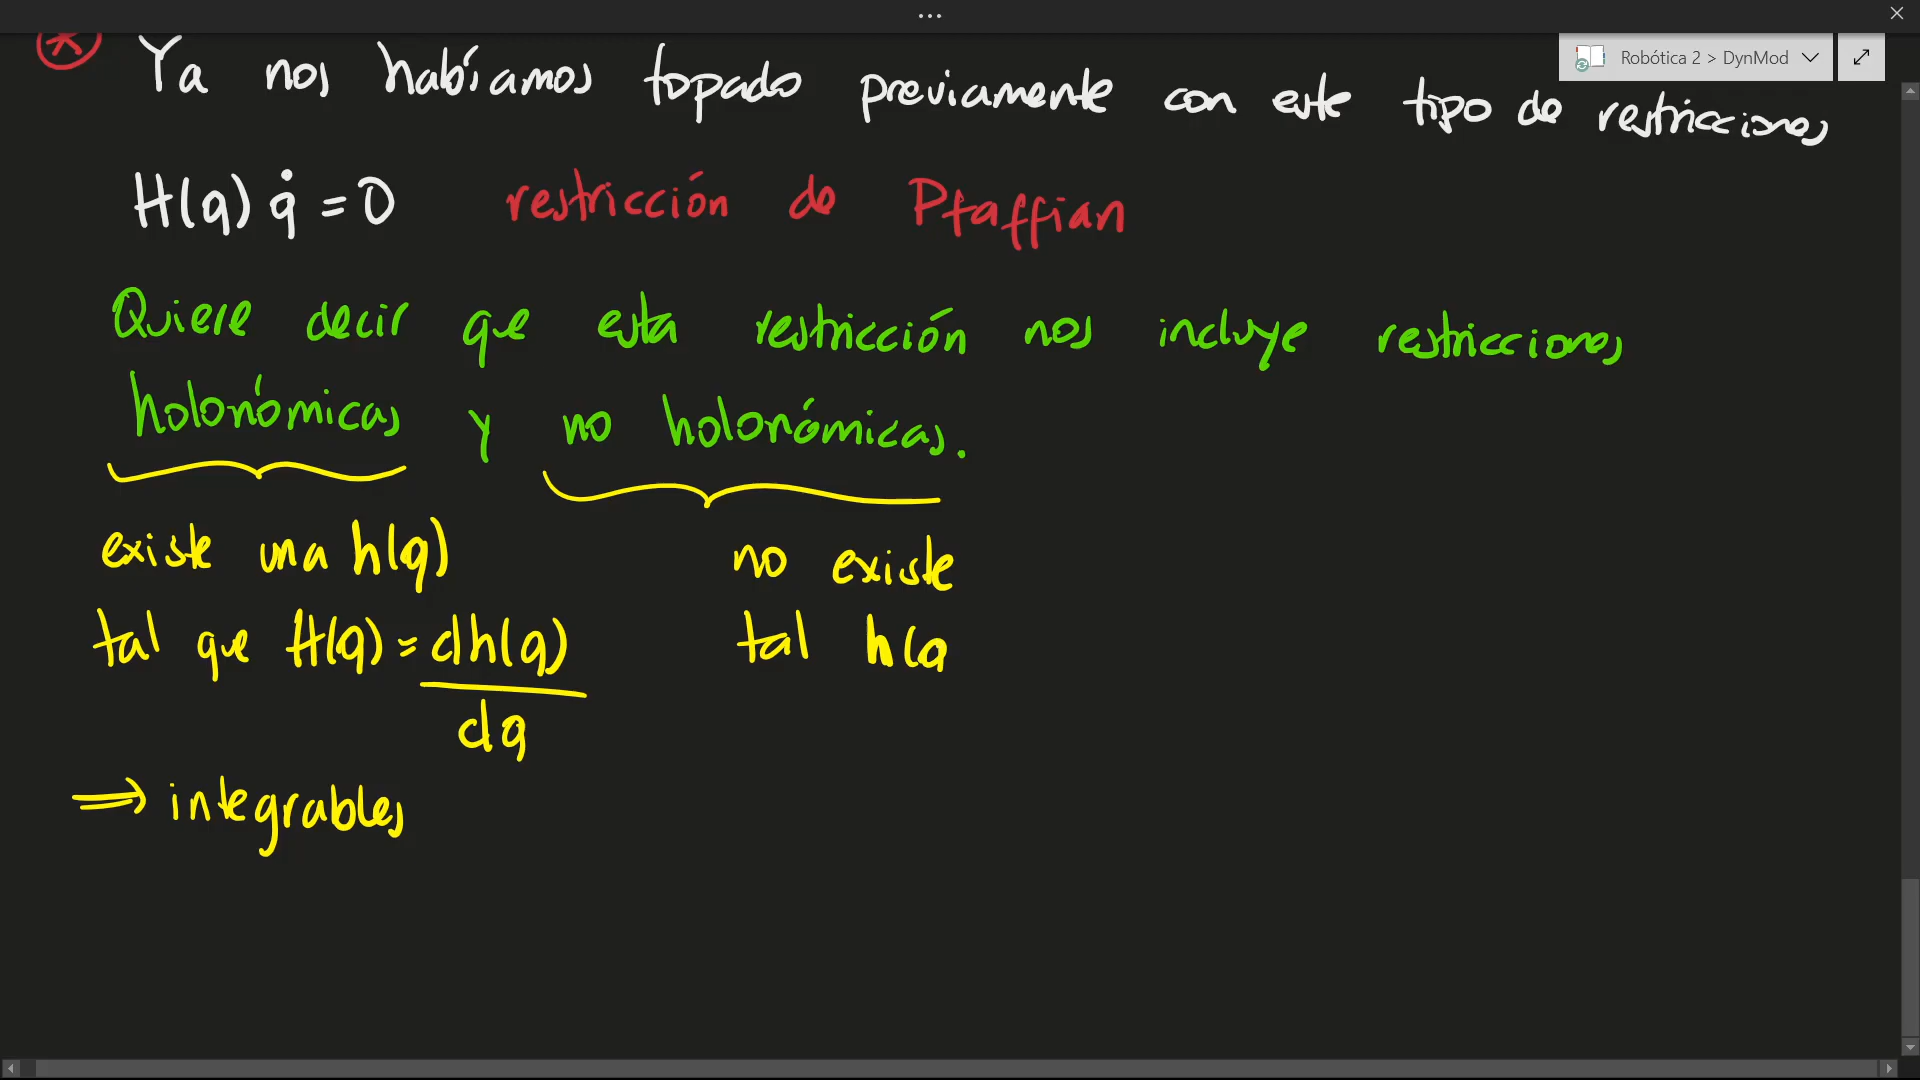 Robótica 2 > DynMod
Ya nos habíamos topado previamente con este tipo de restricciones
H(q) q̇ = 0 restricción de Pfaffian
Quiere decir que esta restricción nos incluye restricciones
holonómicas y no holonómicas.
existe una h(q)
tal que H(q) = dh(q)
dq
⇒ integrables
no existe
tal h(q